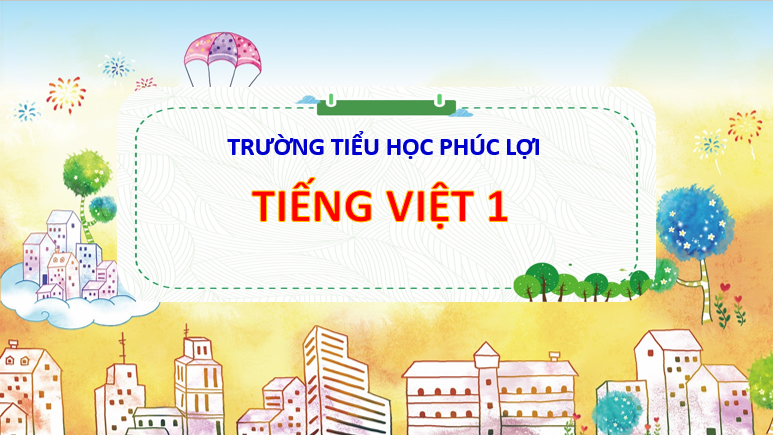 TRƯỜNG TIỂU HỌC PHÚC LỢI
TIẾNG VIỆT 1